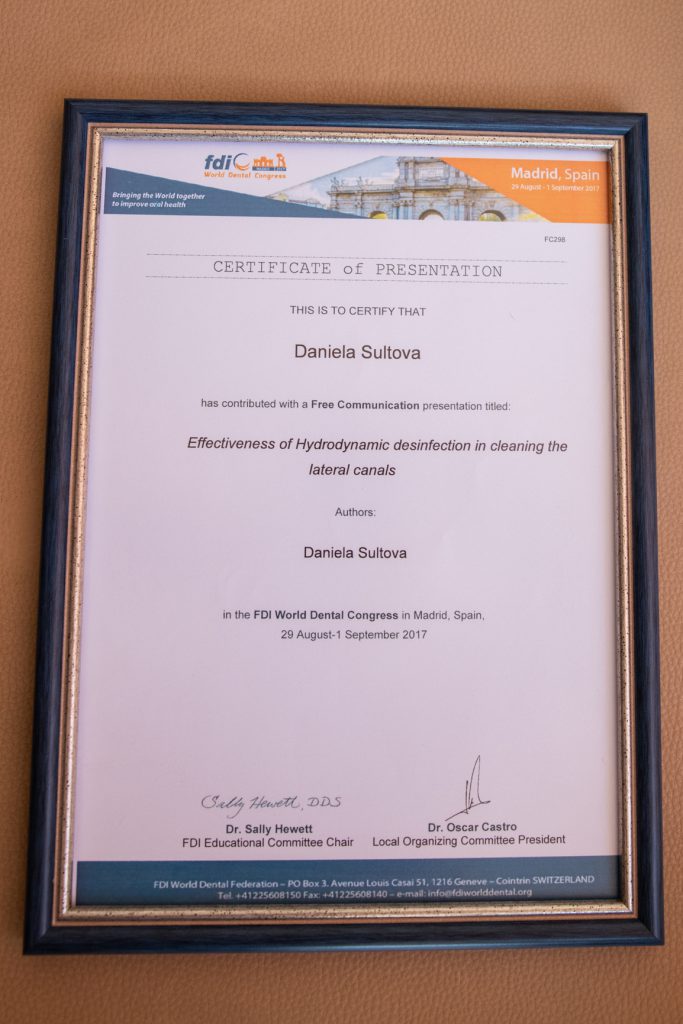 fdi
World Dental Congress
Bringing the World together
to improve oral health
Madrid, Spain
29 August - 1 September 2017
FC298
CERTIFICATE of PRESENTATION
THIS IS TO CERTIFY THAT
Daniela Sultova
has contributed with a Free Communication presentation titled:
Effectiveness of Hydrodynamic desinfection in cleaning the
lateral canals
Authors:
Daniela Sultova
in the FDI World Dental Congress in Madrid, Spain,
29 August-1 September 2017
Sally Hewett, DDS
Dr. Sally Hewett
FDI Educational Committee Chair
Dr. Oscar Castro
Local Organizing Committee President
FDI World Dental Federation – PO Box 3. Avenue Louis Casai 51, 1216 Geneve – Cointrin SWITZERLAND
Tel. +41225608150 Fax: +41225608140 – e-mail: info@fdiworlddental.org